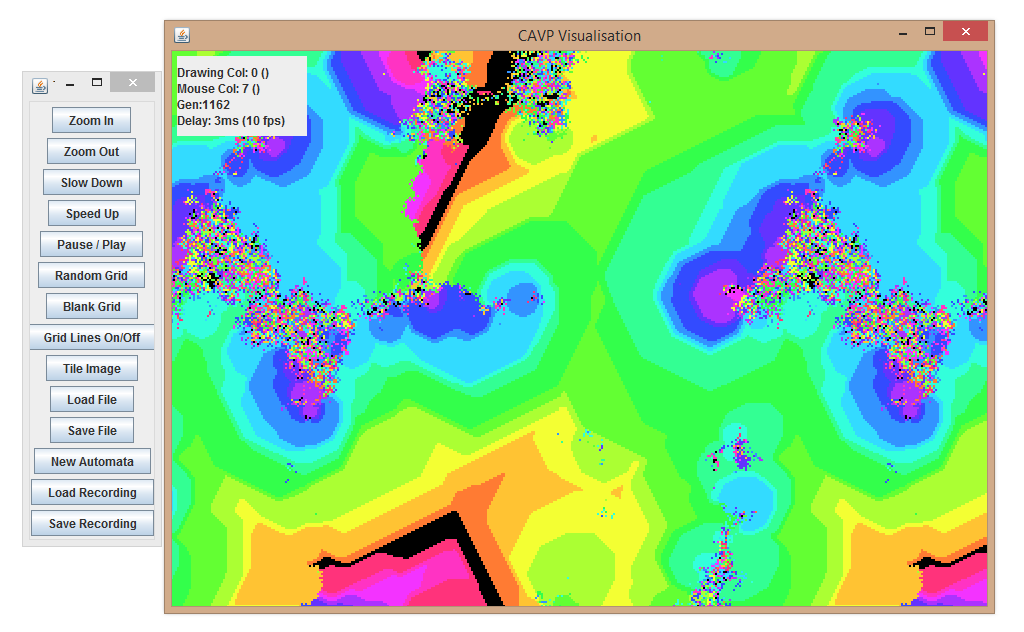 CAVP Visualisation
Drawing Col: 0 ()
Mouse Col: 7 ()
Gen:1162
Delay: 3ms (10 fps)
Zoom In
Zoom Out
Slow Down
Speed Up
Pause / Play
Random Grid
Blank Grid
Grid Lines On/Off
Tile Image
Load File
Save File
New Automata
Load Recording
Save Recording